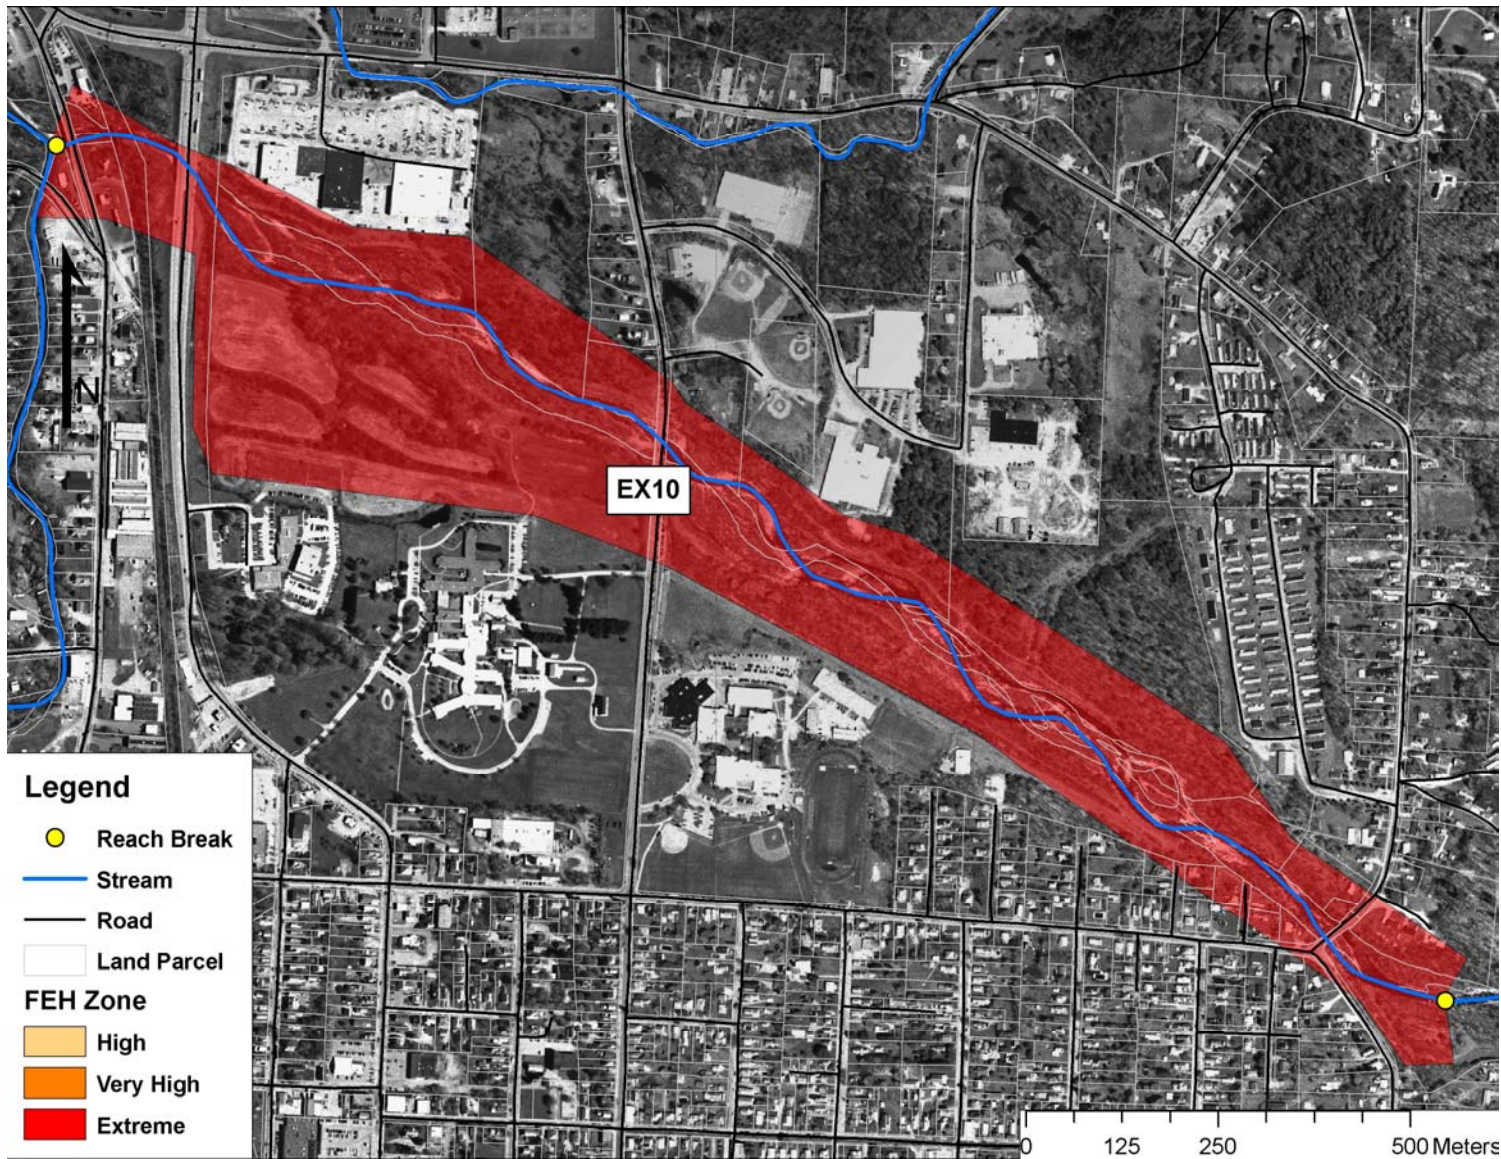 N
EX10
Legend
Reach Break
Stream
Road
Land Parcel
FEH Zone
High
Very High
Extreme
0 125 250 500 Meters